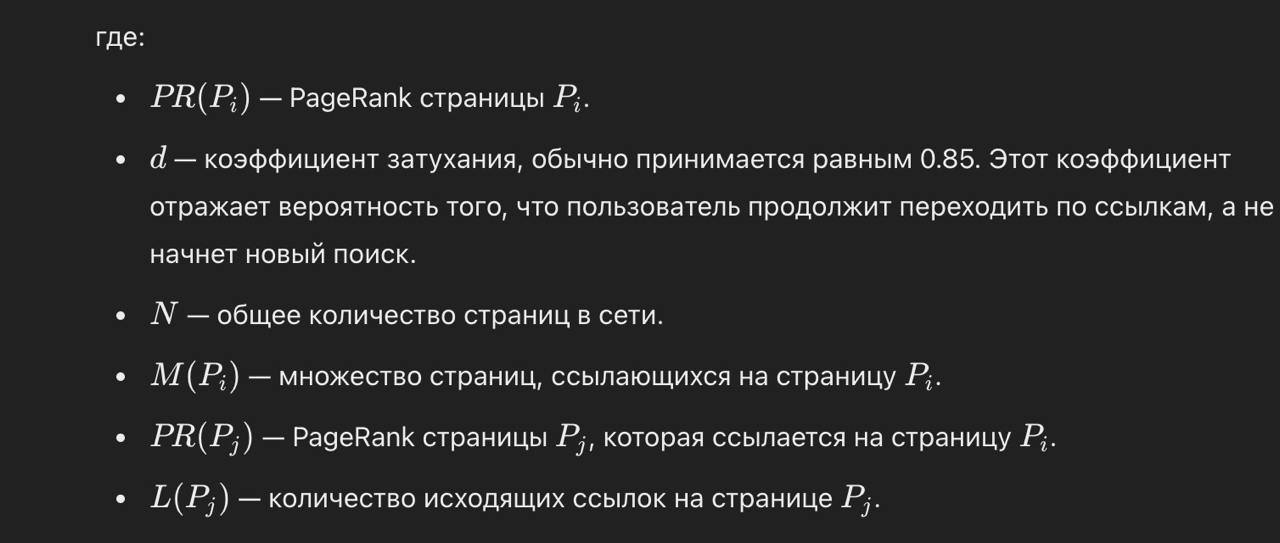 где:
• PR(Pᵢ) — PageRank страницы Pᵢ.
• d — коэффициент затухания, обычно принимается равным 0.85. Этот коэффициент
отражает вероятность того, что пользователь продолжит переходить по ссылкам, а не
начнет новый поиск.
• N — общее количество страниц в сети.
• M(Pᵢ) — множество страниц, ссылающихся на страницу Pᵢ.
• PR(Pⱼ) — PageRank страницы Pⱼ, которая ссылается на страницу Pᵢ.
• L(Pⱼ) — количество исходящих ссылок на странице Pⱼ.